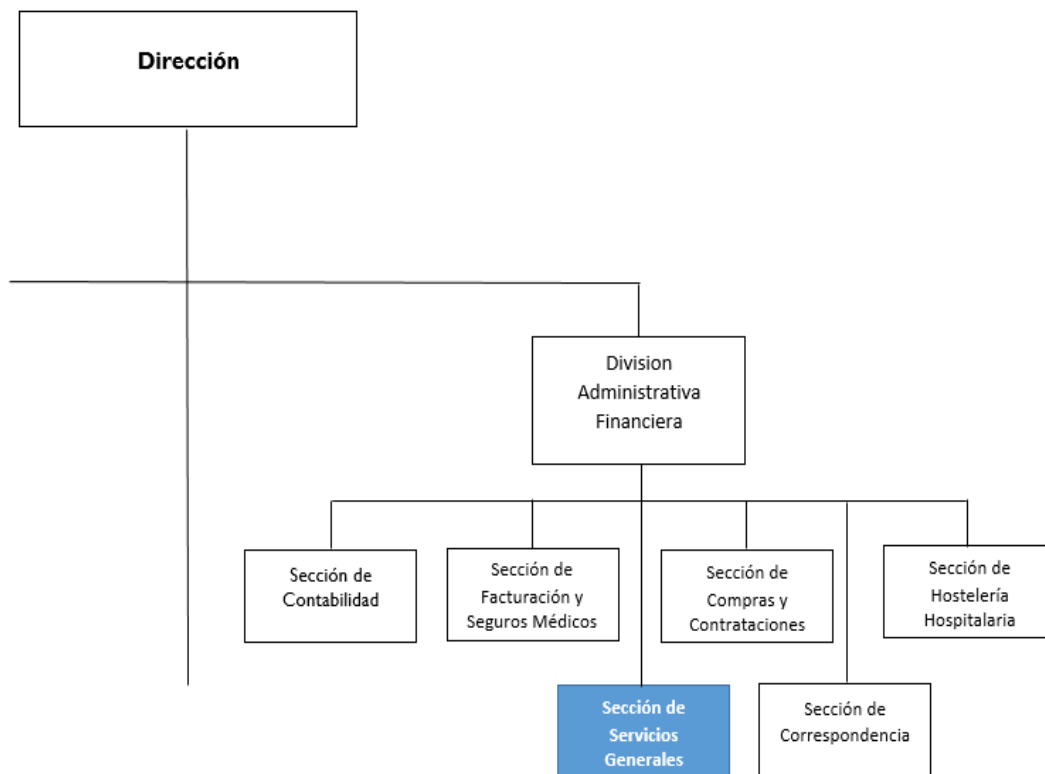 Dirección
Division
Administrativa
Financiera
Sección de
Contabilidad
Sección de
Facturación y
Seguros Médicos
Sección de
Compras y
Contrataciones
Sección de
Hostelería
Hospitalaria
Sección de
Servicios
Generales
Sección de
Correspondencia